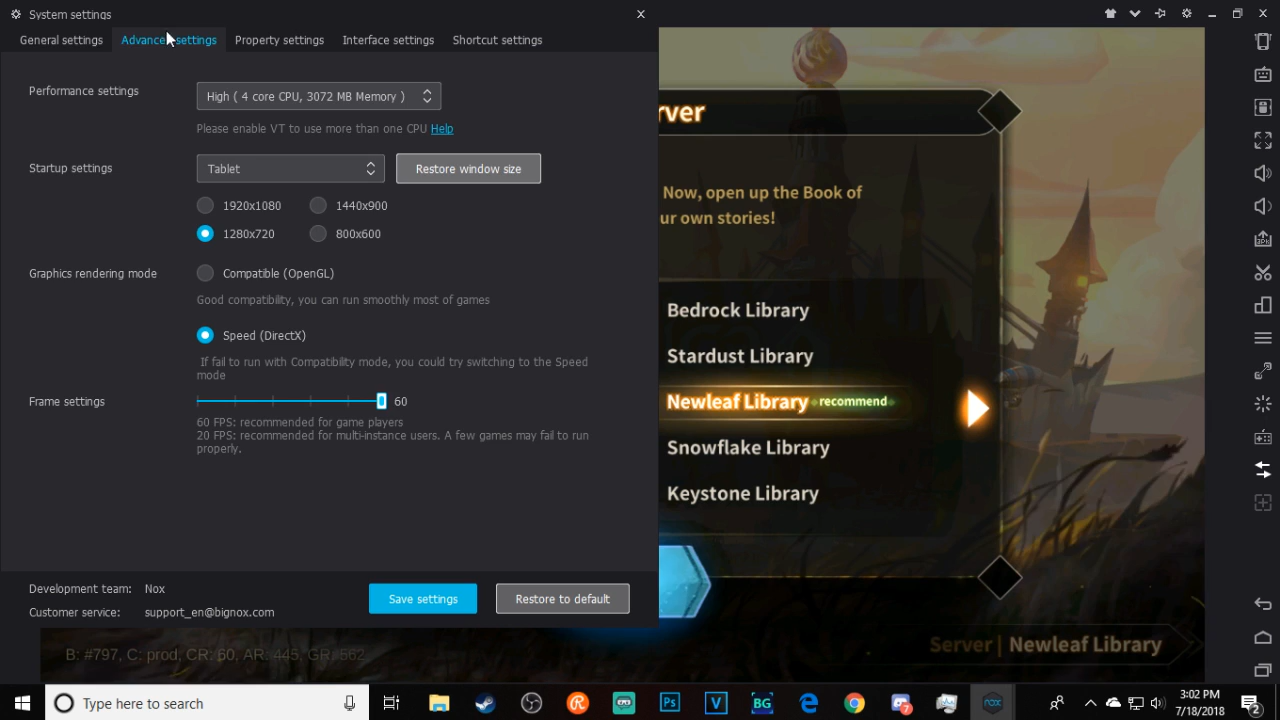 System settings
General settings
Advanced settings
Property settings
Interface settings
Shortcut settings
Performance settings
High ( 4 core CPU, 3072 MB Memory )
Please enable VT to use more than one CPU Help
Startup settings
Tablet
Restore window size
1920x1080
1440x900
1280x720
800x600
Graphics rendering mode
Compatible (OpenGL)
Good compatibility, you can run smoothly most of games
Speed (DirectX)
If fail to run with Compatibility mode, you could try switching to the Speed
mode
Frame settings
60
60 FPS: recommended for game players
20 FPS: recommended for multi-instance users. A few games may fail to run
properly.
Development team: Nox
Customer service: support_en@bignox.com
Save settings
Restore to default
rver
Now, open up the Book of
ur own stories!
Bedrock Library
Stardust Library
Newleaf Library recommend
Snowflake Library
Keystone Library
Server | Newleaf Library
B: #797, C: prod, CR: 60, AR: 445, GR: 562
Type here to search
Ps
V
BG
7
nox
3:02 PM
7/18/2018
2